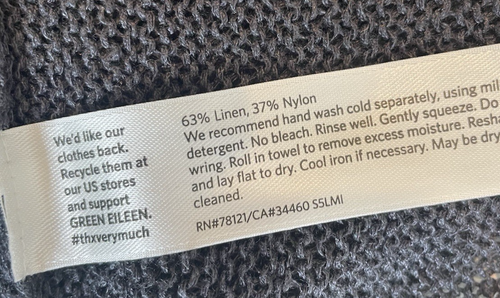 We'd like our
clothes back.
Recycle them at
our US stores
and support
GREEN EILEEN.
#thxverymuch
63% Linen, 37% Nylon
We recommend hand wash cold separately, using mil
detergent. No bleach. Rinse well. Gently squeeze. Do
wring. Roll in towel to remove excess moisture. Resha
and lay flat to dry. Cool iron if necessary. May be dry
cleaned.
RN#78121/CA#34460 S5LMI